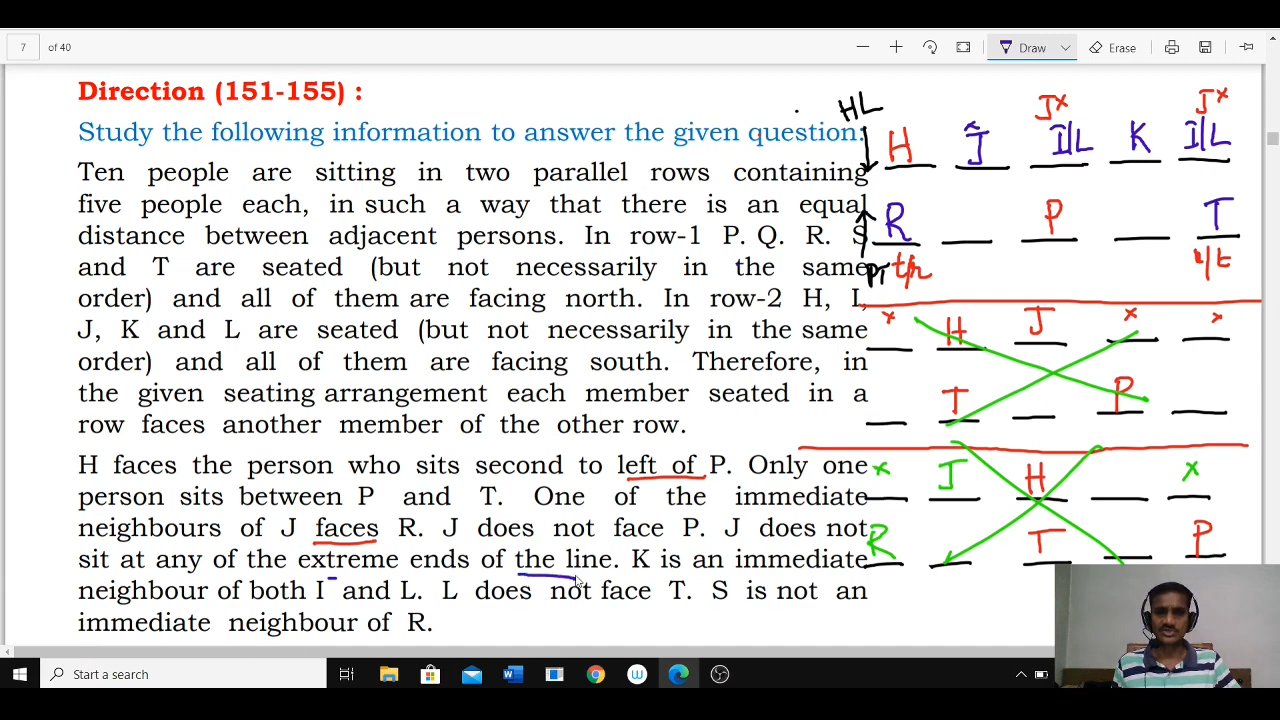 7 of 40
Draw
Erase
Direction (151-155) :
Study the following information to answer the given question.
Ten people are sitting in two parallel rows containing
five people each, in such a way that there is an equal
distance between adjacent persons. In row-1 P. Q. R. S
and T are seated (but not necessarily in the same
order) and all of them are facing north. In row-2 H, I,
J, K and L are seated (but not necessarily in the same
order) and all of them are facing south. Therefore, in
the given seating arrangement each member seated in a
row faces another member of the other row.
H faces the person who sits second to left of P. Only one
person sits between P and T. One of the immediate
neighbours of J faces R. J does not face P. J does not
sit at any of the extreme ends of the line. K is an immediate
neighbour of both I and L. L does not face T. S is not an
immediate neighbour of R.
HL J× J×
H J I/L K I/L
R P T
PT t/r r/t
× H J × ×
T P
× J H ×
R T P
Start a search